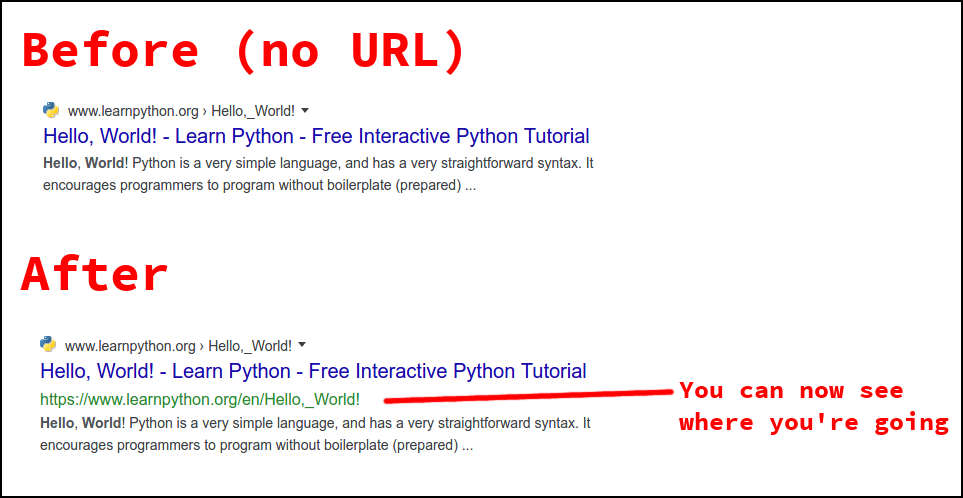 Before (no URL)
www.learnpython.org › Hello,_World!
Hello, World! - Learn Python - Free Interactive Python Tutorial
Hello, World! Python is a very simple language, and has a very straightforward syntax. It
encourages programmers to program without boilerplate (prepared) ...
After
www.learnpython.org › Hello,_World!
Hello, World! - Learn Python - Free Interactive Python Tutorial
https://www.learnpython.org/en/Hello,_World!
Hello, World! Python is a very simple language, and has a very straightforward syntax. It
encourages programmers to program without boilerplate (prepared) ...
You can now see
where you're going